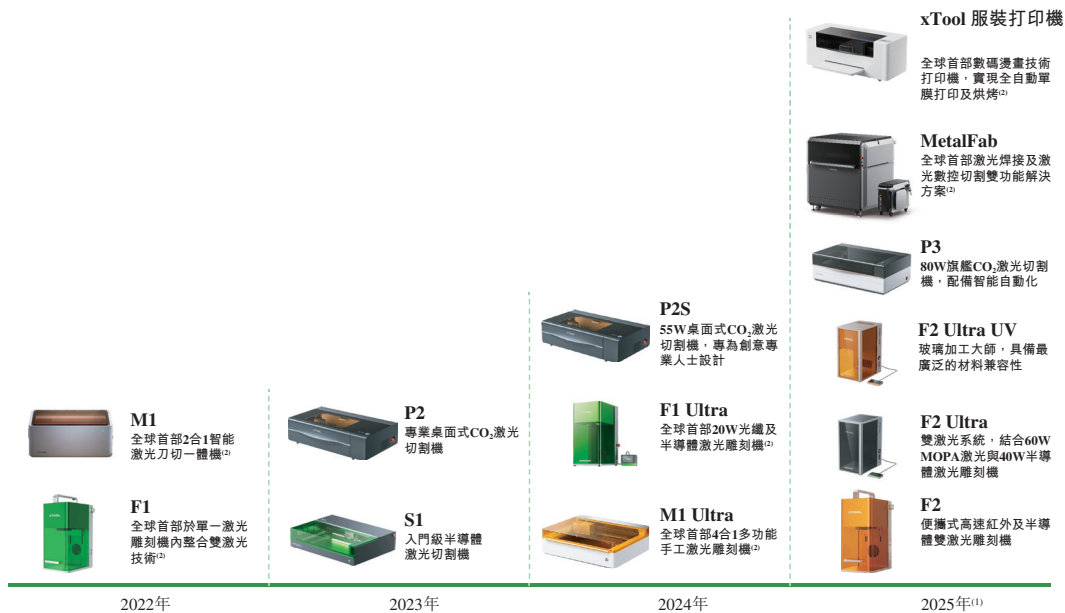 M1
全球首部2合1智能
激光刀切一體機(2)
F1
全球首部於單一激光
雕刻機內整合雙激光
技術(2)
2022年
P2
專業桌面式CO₂激光
切割機
S1
入門級半導體
激光切割機
2023年
P2S
55W桌面式CO₂激光
切割機，專為創意專
業人士設計
F1 Ultra
全球首部20W光纖及
半導體激光雕刻機(2)
M1 Ultra
全球首部4合1多功能
手工激光雕刻機(2)
2024年
xTool 服裝打印機
全球首部數碼燙畫技術
打印機，實現全自動單
膜打印及烘烤(2)
MetalFab
全球首部激光焊接及激
光數控切割雙功能解決
方案(2)
P3
80W旗艦CO₂激光切割
機，配備智能自動化
F2 Ultra UV
玻璃加工大師，具備最
廣泛的材料兼容性
F2 Ultra
雙激光系統，結合60W
MOPA激光與40W半導
體激光雕刻機
F2
便攜式高速紅外及半導
體雙激光雕刻機
2025年(1)